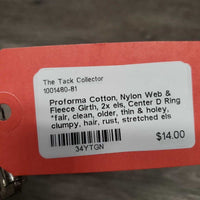 The Tack Collector
1001480-81
Proforma Cotton, Nylon Web &
Fleece Girth, 2x els, Center D Ring
*fair, clean, older, thin & holey,
clumpy, hair, rust, stretched els
$14.00
34YTGN